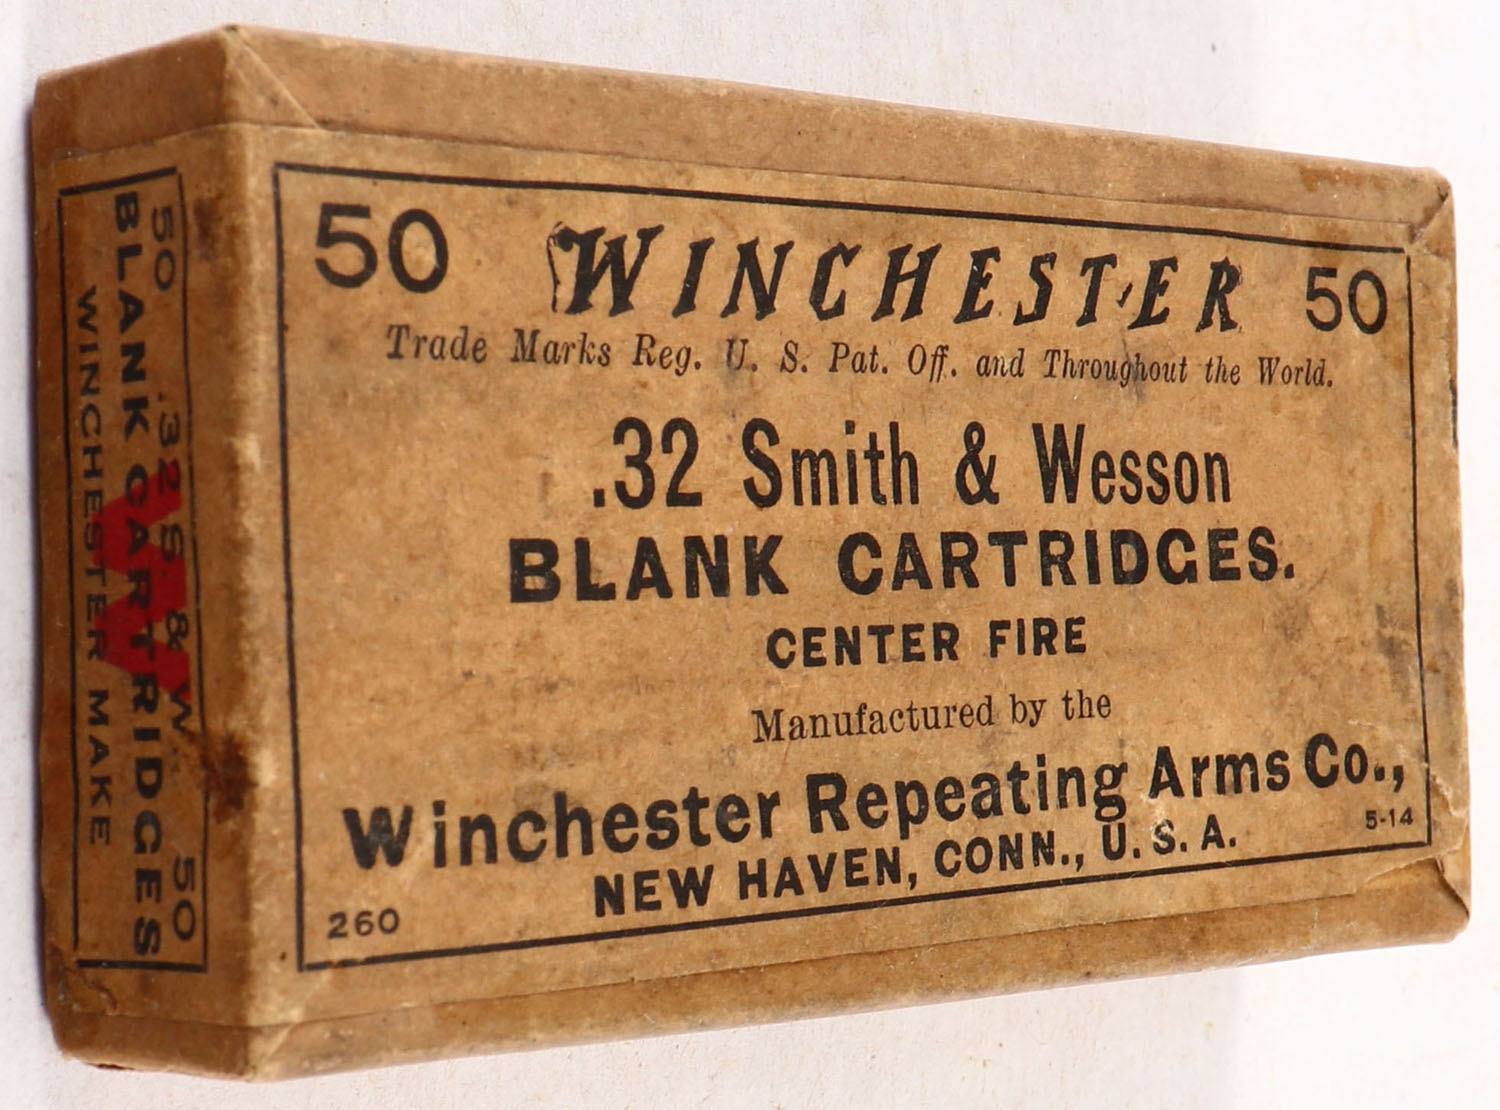 50 WINCHESTER 50
Trade Marks Reg. U. S. Pat. Off. and Throughout the World.
.32 Smith & Wesson
BLANK CARTRIDGES.
CENTER FIRE
Manufactured by the
Winchester Repeating Arms Co.,
NEW HAVEN, CONN., U. S. A.
5-14
260
50 .32 S. & W. 50
BLANK CARTRIDGES
WINCHESTER MAKE
W